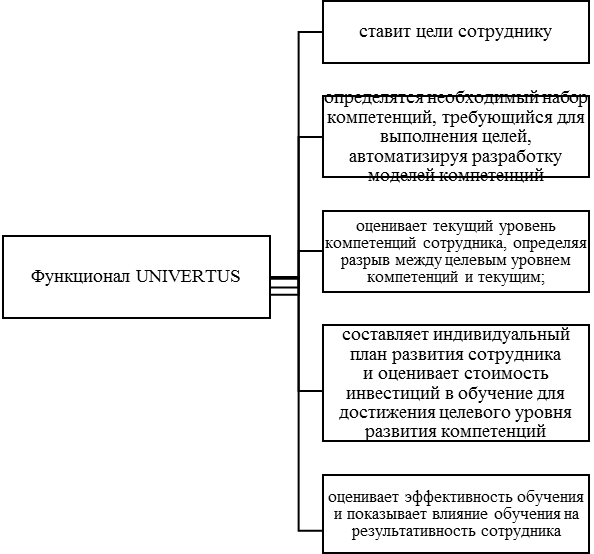 ставит цели сотруднику
определятся необходимый набор
компетенций, требующийся для
выполнения целей,
автоматизируя разработку
моделей компетенций
оценивает текущий уровень
компетенций сотрудника, определяя
разрыв между целевым уровнем
компетенций и текущим;
Функционал UNIVERTUS
составляет индивидуальный
план развития сотрудника
и оценивает стоимость
инвестиций в обучение для
достижения целевого уровня
развития компетенций
оценивает эффективность обучения
и показывает влияние обучения на
результативность сотрудника